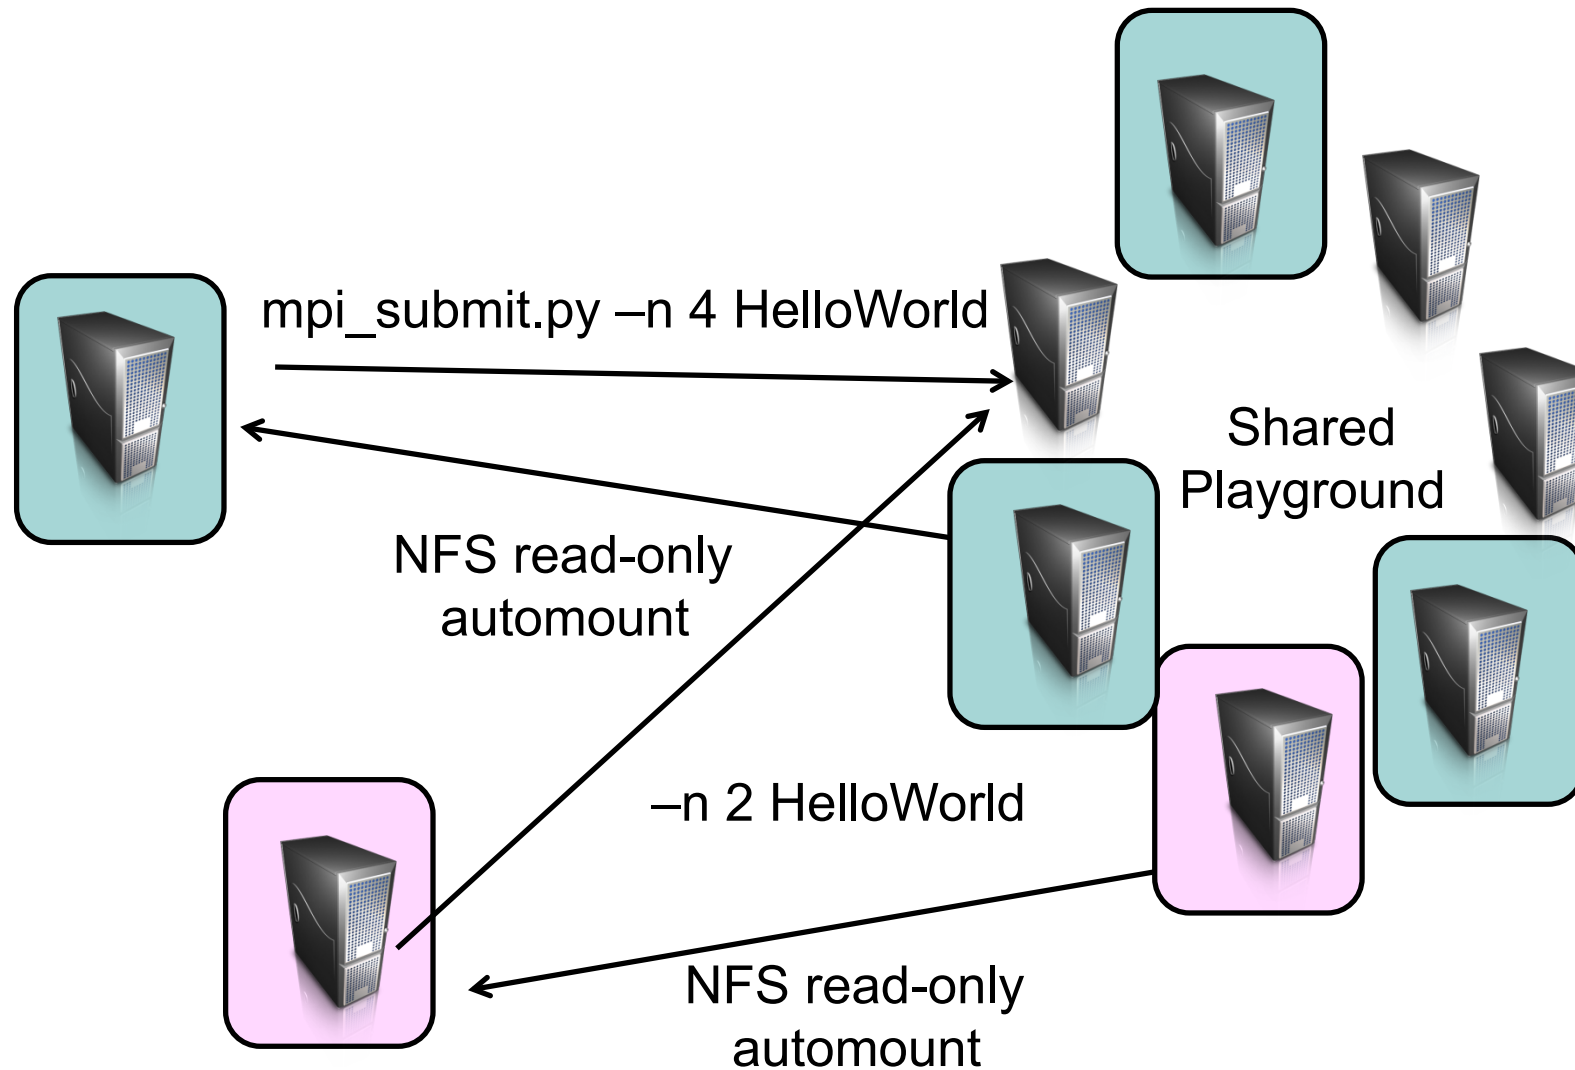 mpi_submit.py –n 4 HelloWorld
Shared
Playground
NFS read-only
automount
–n 2 HelloWorld
NFS read-only
automount